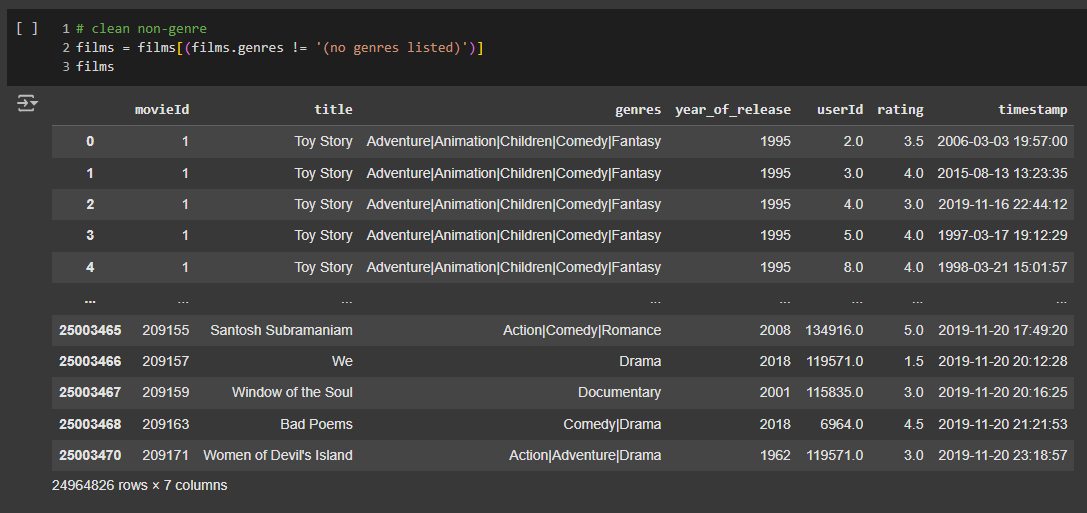 [ ] 1 # clean non-genre
2 films = films[(films.genres != '(no genres listed)')]
3 films
movieId title genres year_of_release userId rating timestamp
0 1 Toy Story Adventure|Animation|Children|Comedy|Fantasy 1995 2.0 3.5 2006-03-03 19:57:00
1 1 Toy Story Adventure|Animation|Children|Comedy|Fantasy 1995 3.0 4.0 2015-08-13 13:23:35
2 1 Toy Story Adventure|Animation|Children|Comedy|Fantasy 1995 4.0 3.0 2019-11-16 22:44:12
3 1 Toy Story Adventure|Animation|Children|Comedy|Fantasy 1995 5.0 4.0 1997-03-17 19:12:29
4 1 Toy Story Adventure|Animation|Children|Comedy|Fantasy 1995 8.0 4.0 1998-03-21 15:01:57
... ... ... ... ... ... ... ...
25003465 209155 Santosh Subramaniam Action|Comedy|Romance 2008 134916.0 5.0 2019-11-20 17:49:20
25003466 209157 We Drama 2018 119571.0 1.5 2019-11-20 20:12:28
25003467 209159 Window of the Soul Documentary 2001 115835.0 3.0 2019-11-20 20:16:25
25003468 209163 Bad Poems Comedy|Drama 2018 6964.0 4.5 2019-11-20 21:21:53
25003470 209171 Women of Devil's Island Action|Adventure|Drama 1962 119571.0 3.0 2019-11-20 23:18:57
24964826 rows × 7 columns